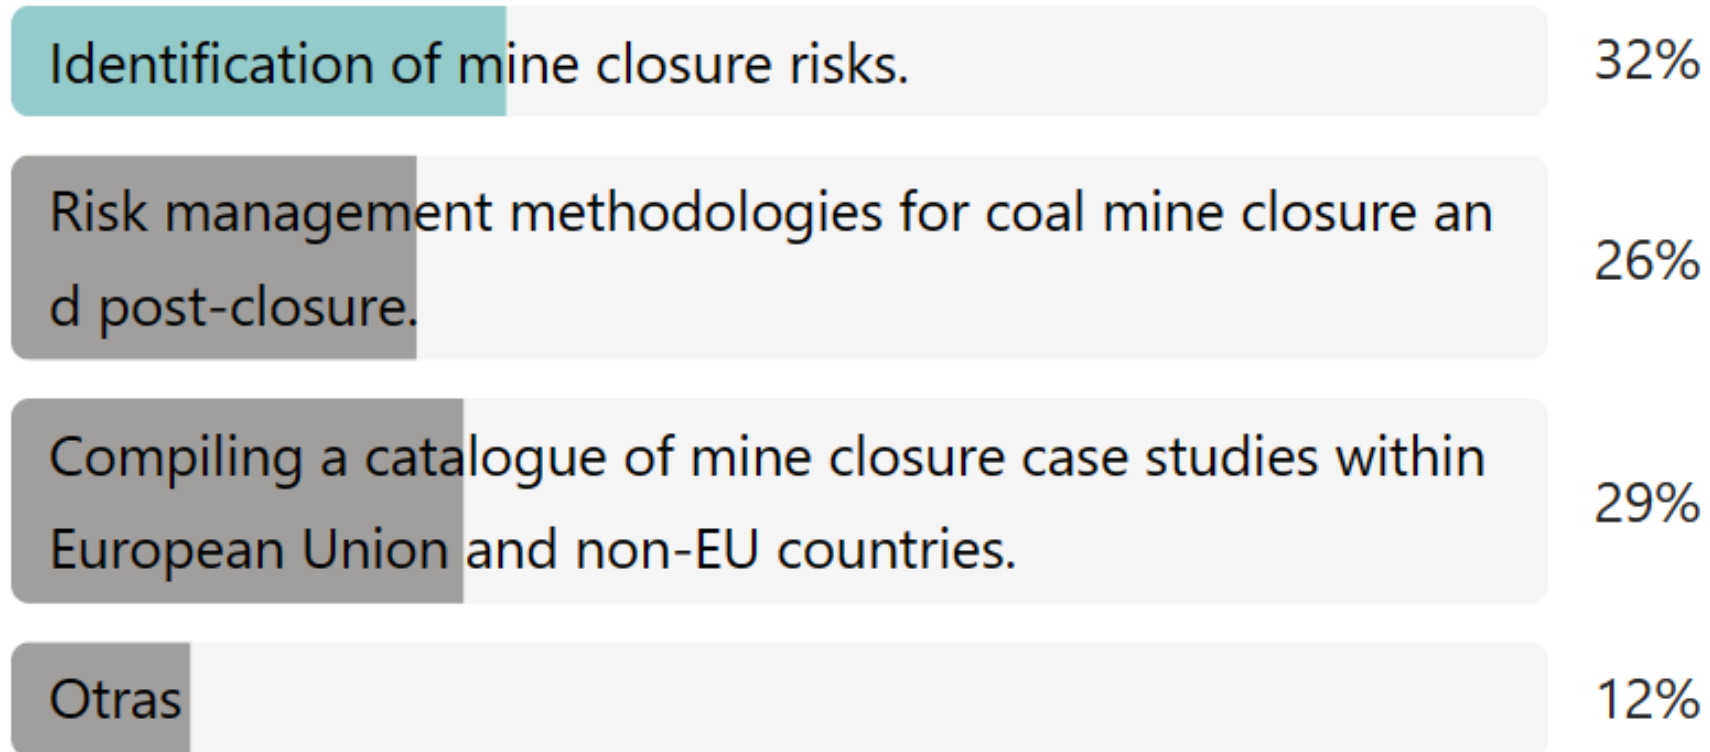 Identification of mine closure risks.
32%
Risk management methodologies for coal mine closure an
d post-closure.
26%
Compiling a catalogue of mine closure case studies within
European Union and non-EU countries.
29%
Otras
12%